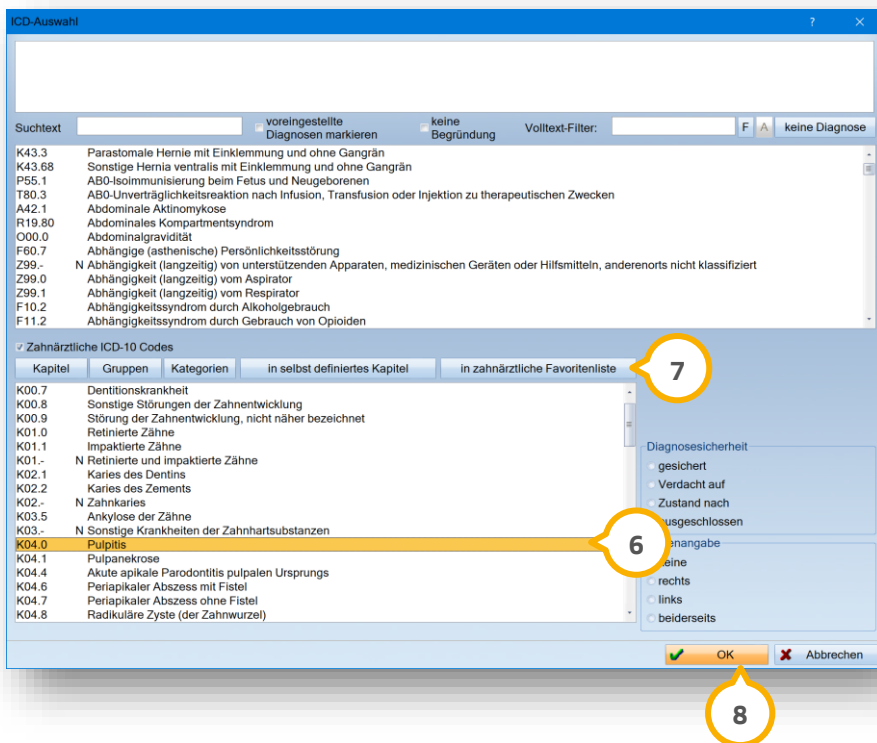 ICD-Auswahl ? ×
Suchtext voreingestellte Diagnosen markieren keine Begründung Volltext-Filter: F A keine Diagnose
K43.3 Parastomale Hernie mit Einklemmung und ohne Gangrän
K43.68 Sonstige Hernia ventralis mit Einklemmung und ohne Gangrän
P55.1 AB0-Isoimmunisierung beim Fetus und Neugeborenen
T80.3 AB0-Unverträglichkeitsreaktion nach Infusion, Transfusion oder Injektion zu therapeutischen Zwecken
A42.1 Abdominale Aktinomykose
R19.80 Abdominales Kompartmentsyndrom
O00.0 Abdominalgravidität
F60.7 Abhängige (asthenische) Persönlichkeitsstörung
Z99.- N Abhängigkeit (langzeitig) von unterstützenden Apparaten, medizinischen Geräten oder Hilfsmitteln, anderenorts nicht klassifiziert
Z99.0 Abhängigkeit (langzeitig) vom Aspirator
Z99.1 Abhängigkeit (langzeitig) vom Respirator
F10.2 Abhängigkeitssyndrom durch Alkoholgebrauch
F11.2 Abhängigkeitssyndrom durch Gebrauch von Opioiden
Zahnärztliche ICD-10 Codes
Kapitel Gruppen Kategorien in selbst definiertes Kapitel in zahnärztliche Favoritenliste 7
K00.7 Dentitionskrankheit
K00.8 Sonstige Störungen der Zahnentwicklung
K00.9 Störung der Zahnentwicklung, nicht näher bezeichnet
K01.0 Retinierte Zähne
K01.1 Impaktierte Zähne
K01.- N Retinierte und impaktierte Zähne
K02.1 Karies des Dentins
K02.2 Karies des Zements
K02.- N Zahnkaries
K03.5 Ankylose der Zähne
K03.- N Sonstige Krankheiten der Zahnhartsubstanzen
K04.0 Pulpitis 6
K04.1 Pulpanekrose
K04.4 Akute apikale Parodontitis pulpalen Ursprungs
K04.6 Periapikaler Abszess mit Fistel
K04.7 Periapikaler Abszess ohne Fistel
K04.8 Radikuläre Zyste (der Zahnwurzel)
Diagnosesicherheit
gesichert
Verdacht auf
Zustand nach
ausgeschlossen
enangabe
keine
rechts
links
beiderseits
OK Abbrechen
8